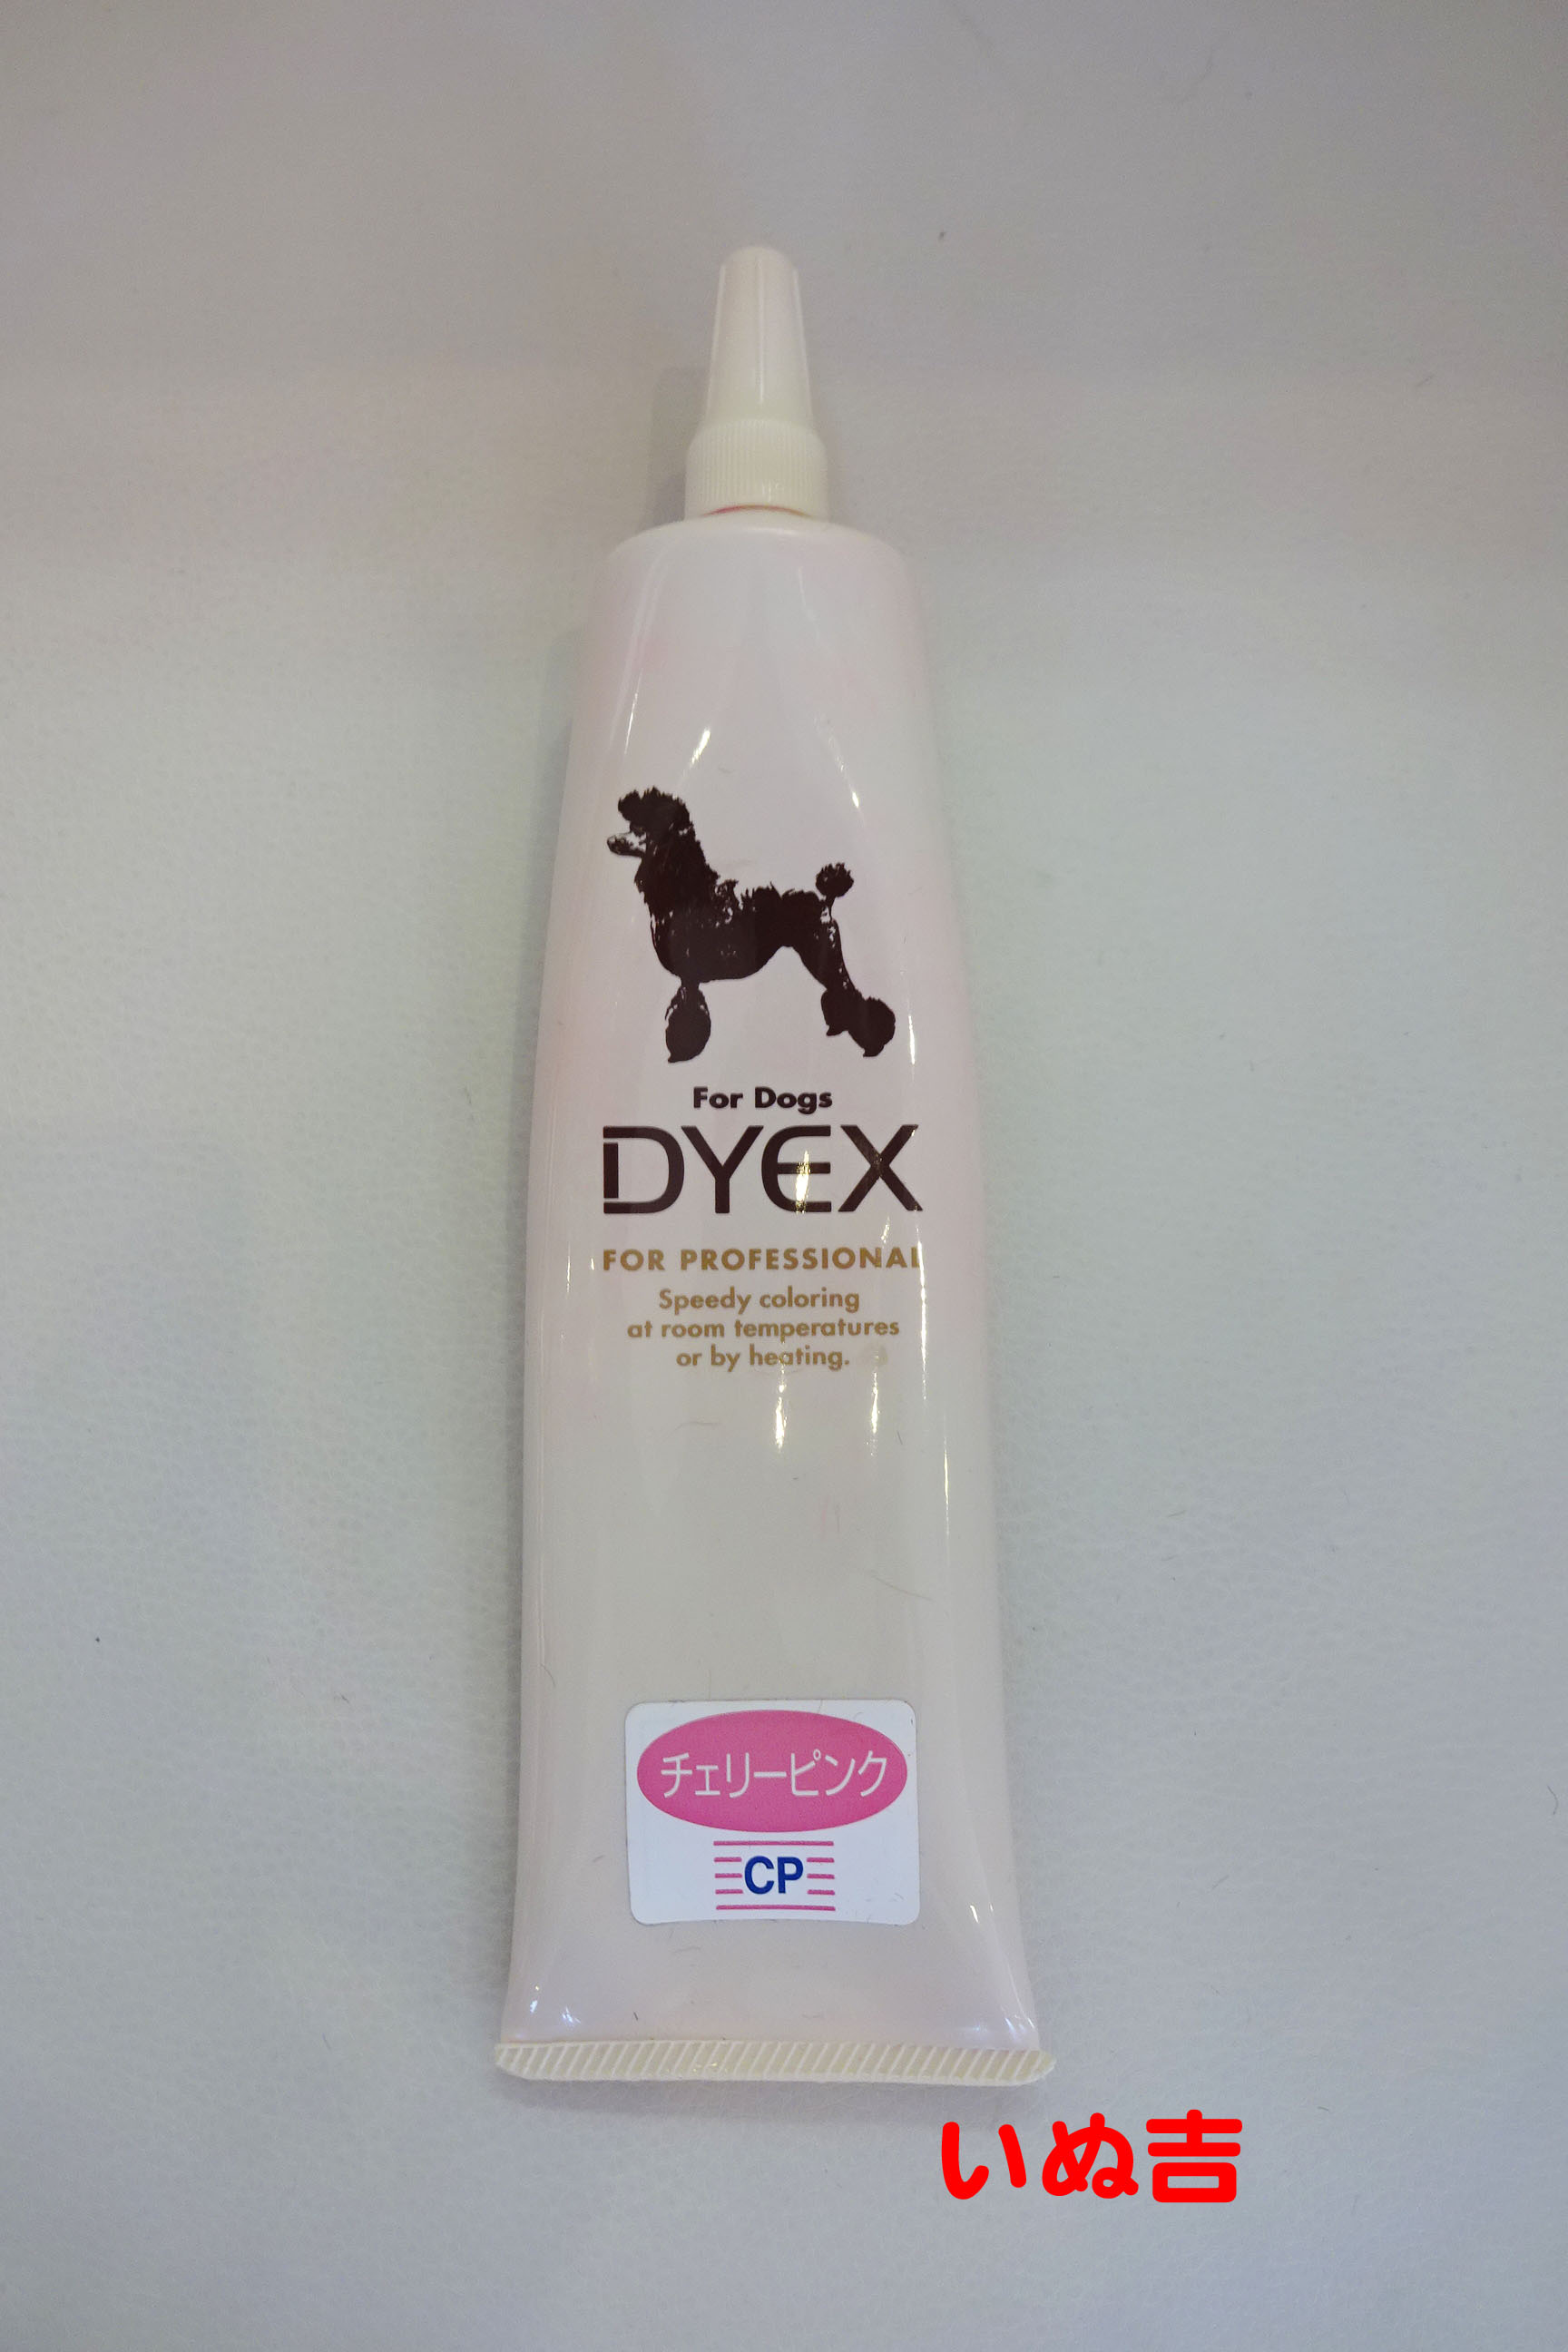 For Dogs
DYEX
FOR PROFESSIONAL
Speedy coloring
at room temperatures
or by heating.
チェリーピンク
CP
いぬ吉